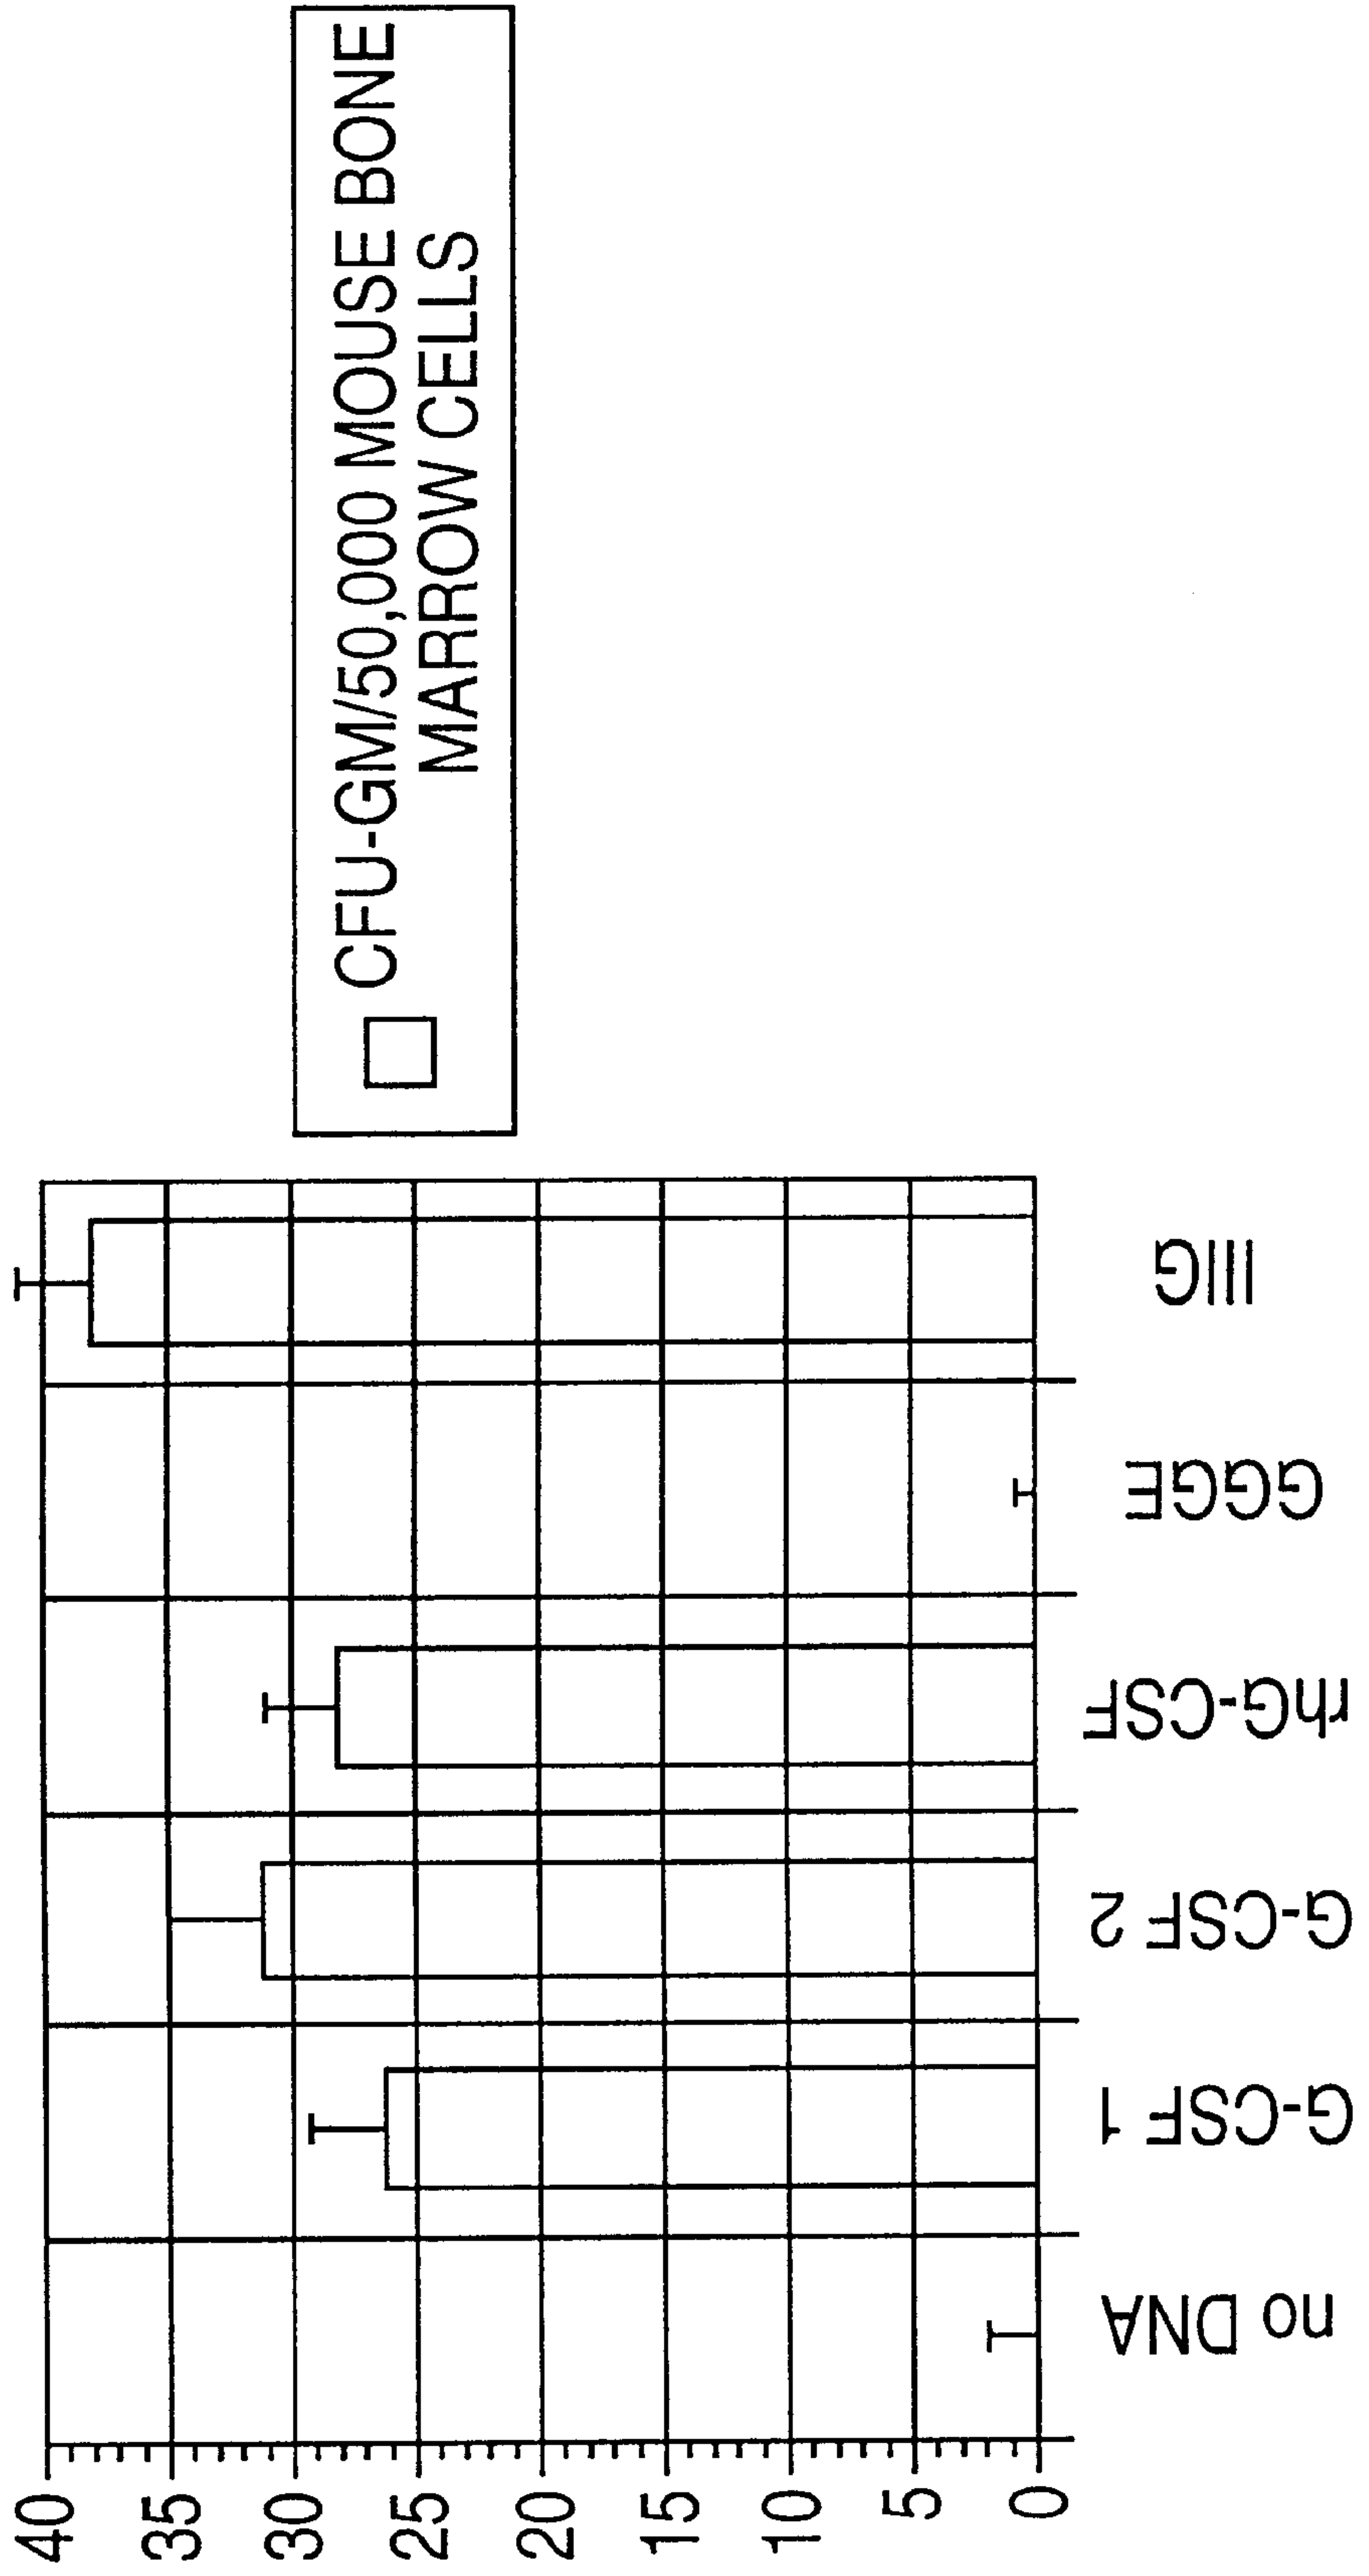 CFU-GM/50,000 MOUSE BONE
MARROW CELLS
40
35
30
25
20
15
10
5
0
no DNA
G-CSF 1
G-CSF 2
rhG-CSF
GGGE
IIIG